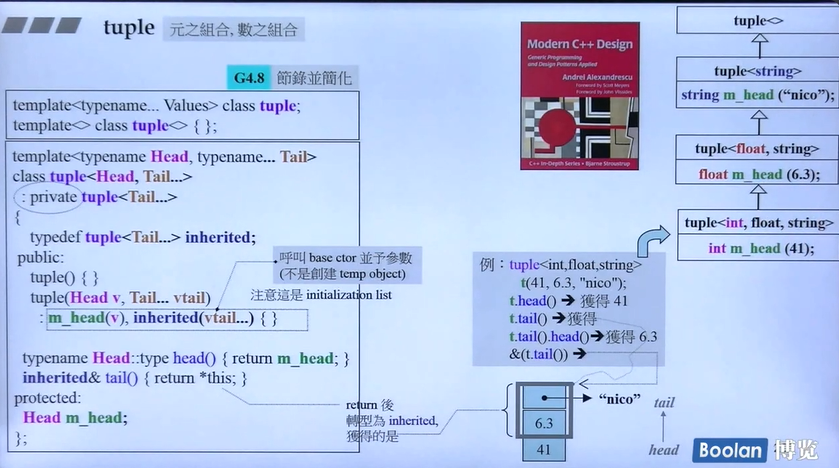 tuple
元之組合, 數之組合
G4.8
節錄並簡化
template<typename... Values> class tuple;
template<> class tuple<> { };
template<typename Head, typename... Tail>
class tuple<Head, Tail...>
: private tuple<Tail...>
{
typedef tuple<Tail...> inherited;
public:
tuple() { }
tuple(Head v, Tail... vtail)
: m_head(v), inherited(vtail...) { }
typename Head::type head() { return m_head; }
inherited& tail() { return *this; }
protected:
Head m_head;
};
呼叫 base ctor 並予參數
(不是創建 temp object)
注意這是 initialization list
return 後
轉型為 inherited,
獲得的是
Modern C++ Design
Generic Programming
and Design Patterns Applied
Andrei Alexandrescu
Foreword by Scott Meyers
Foreword by John Vlissides
C++ In-Depth Series • Bjarne Stroustrup
例：tuple<int,float,string>
t(41, 6.3, "nico");
t.head() ➔ 獲得 41
t.tail() ➔獲得
t.tail().head()➔獲得 6.3
&(t.tail()) ➔
tuple<>
tuple<string>
string m_head (“nico”);
tuple<float, string>
float m_head (6.3);
tuple<int, float, string>
int m_head (41);
“nico”
6.3
41
tail
head
Boolan 博览